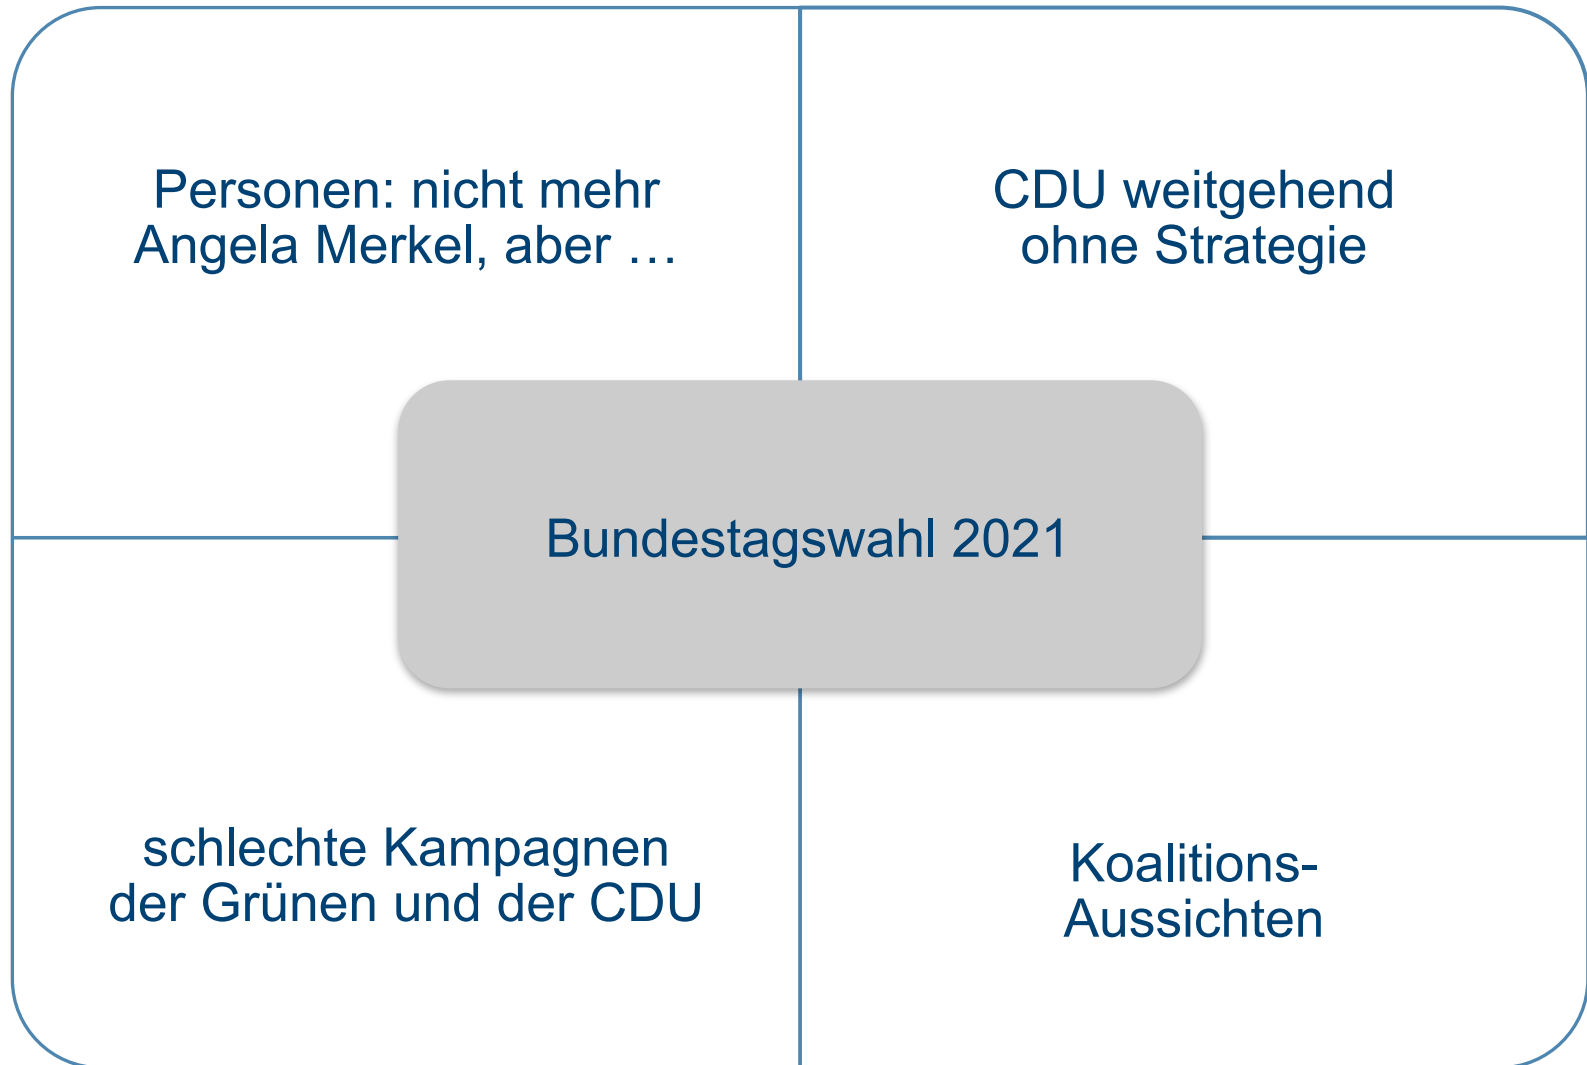 Personen: nicht mehr
Angela Merkel, aber …
CDU weitgehend
ohne Strategie
Bundestagswahl 2021
schlechte Kampagnen
der Grünen und der CDU
Koalitions-
Aussichten